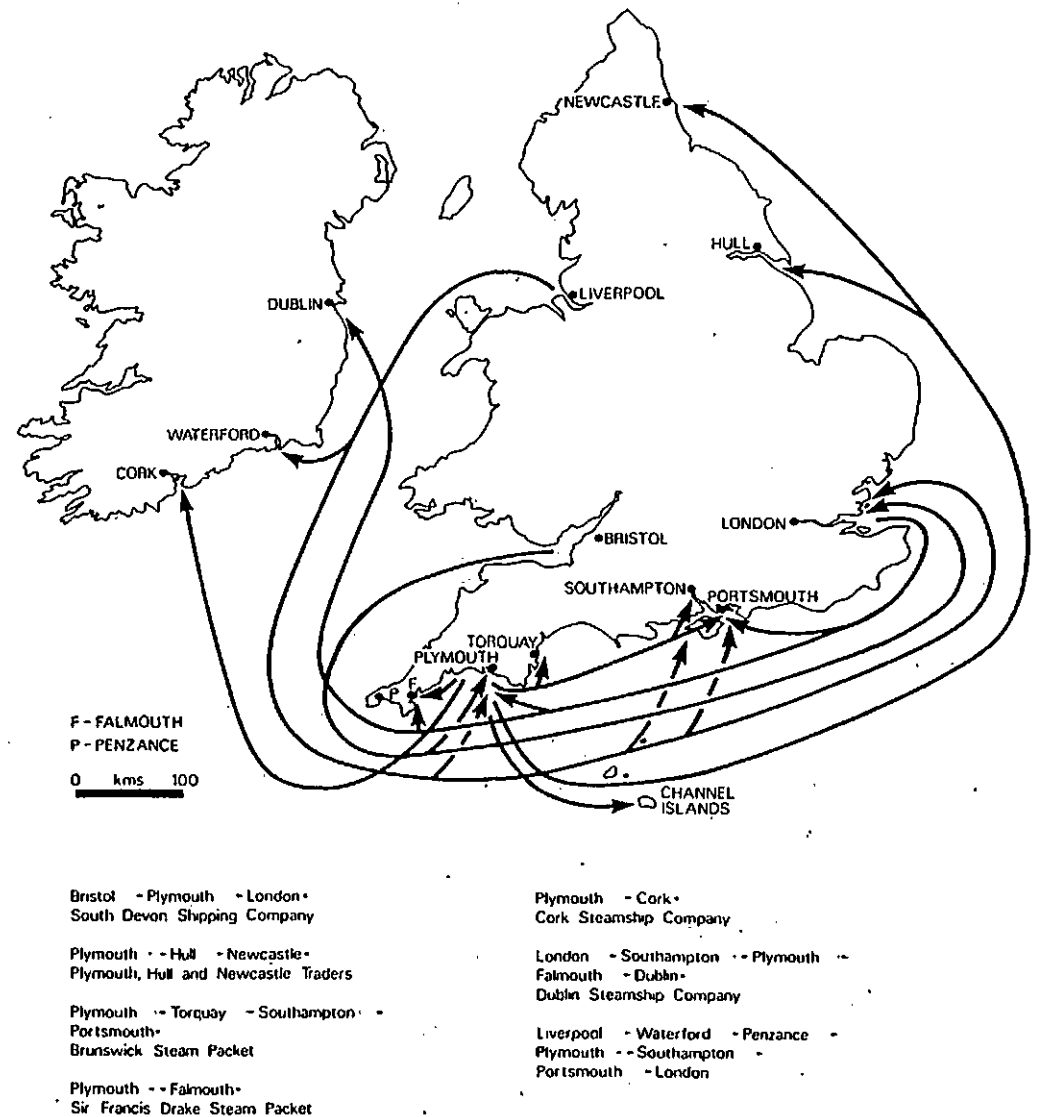 NEWCASTLE
HULL
LIVERPOOL
DUBLIN
WATERFORD
CORK
LONDON
BRISTOL
SOUTHAMPTON
PORTSMOUTH
TORQUAY
PLYMOUTH
P F
F - FALMOUTH
P - PENZANCE
0 kms 100
CHANNEL
ISLANDS
Bristol - Plymouth - London-
South Devon Shipping Company
Plymouth - - Hull - Newcastle-
Plymouth, Hull and Newcastle Traders
Plymouth - - Torquay - Southampton -
Portsmouth-
Brunswick Steam Packet
Plymouth - - Falmouth-
Sir Francis Drake Steam Packet
Plymouth - Cork-
Cork Steamship Company
London - Southampton - - Plymouth -
Falmouth - Dublin-
Dublin Steamship Company
Liverpool - Waterford - Penzance -
Plymouth - - Southampton -
Portsmouth - London